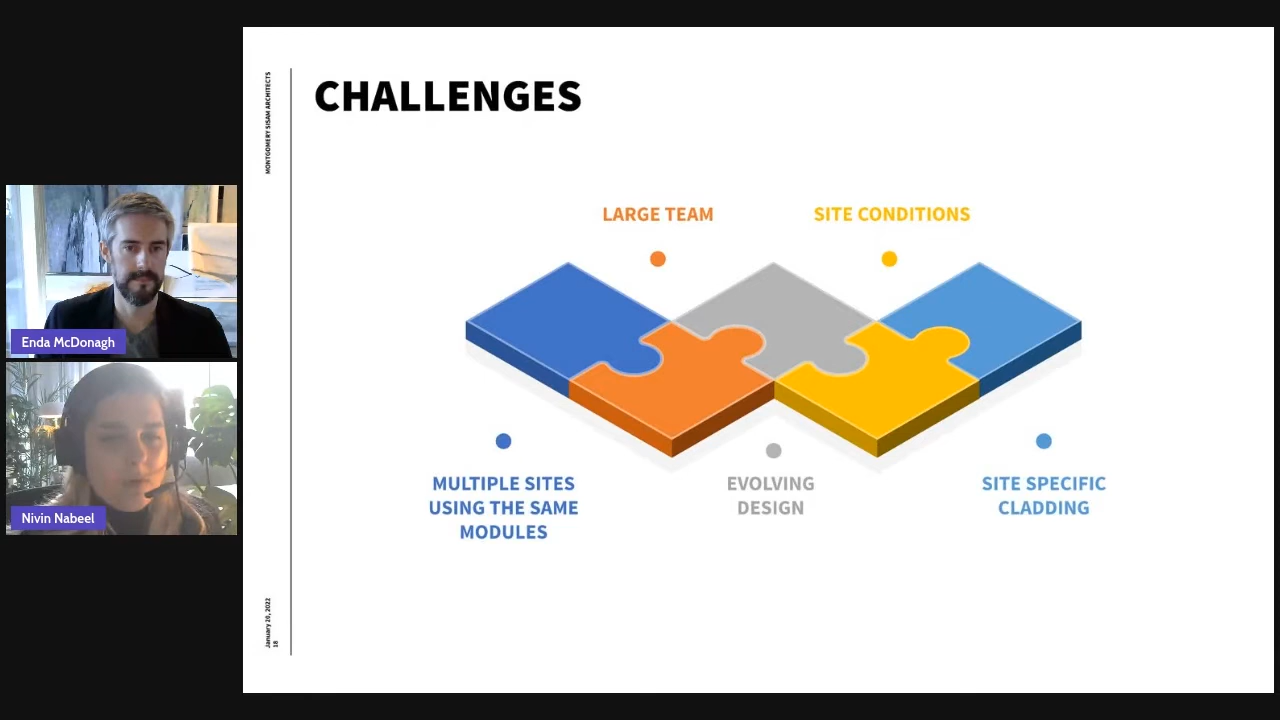 MONTGOMERY SISAM ARCHITECTS
CHALLENGES
LARGE TEAM
SITE CONDITIONS
MULTIPLE SITES
USING THE SAME
MODULES
EVOLVING
DESIGN
SITE SPECIFIC
CLADDING
January 20, 2022
18
Enda McDonagh
Nivin Nabeel